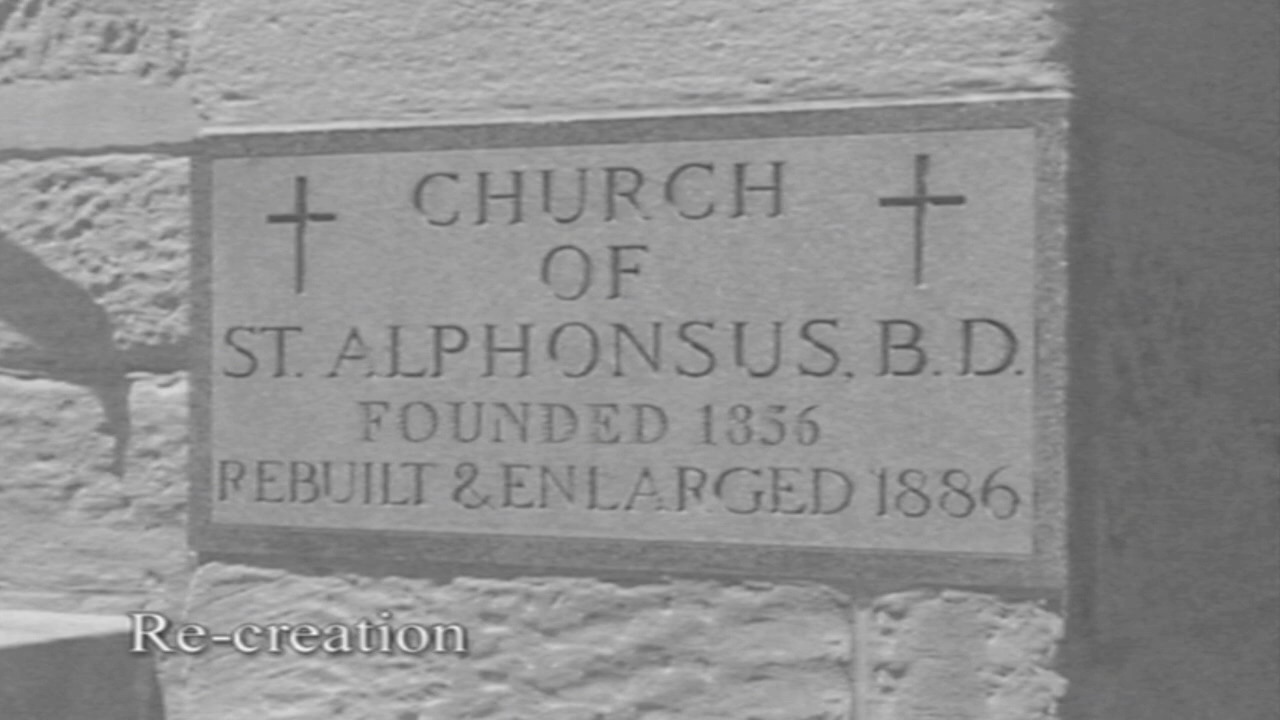 CHURCH
OF
ST. ALPHONSUS, B.D.
FOUNDED 1856
REBUILT & ENLARGED 1886
Re-creation